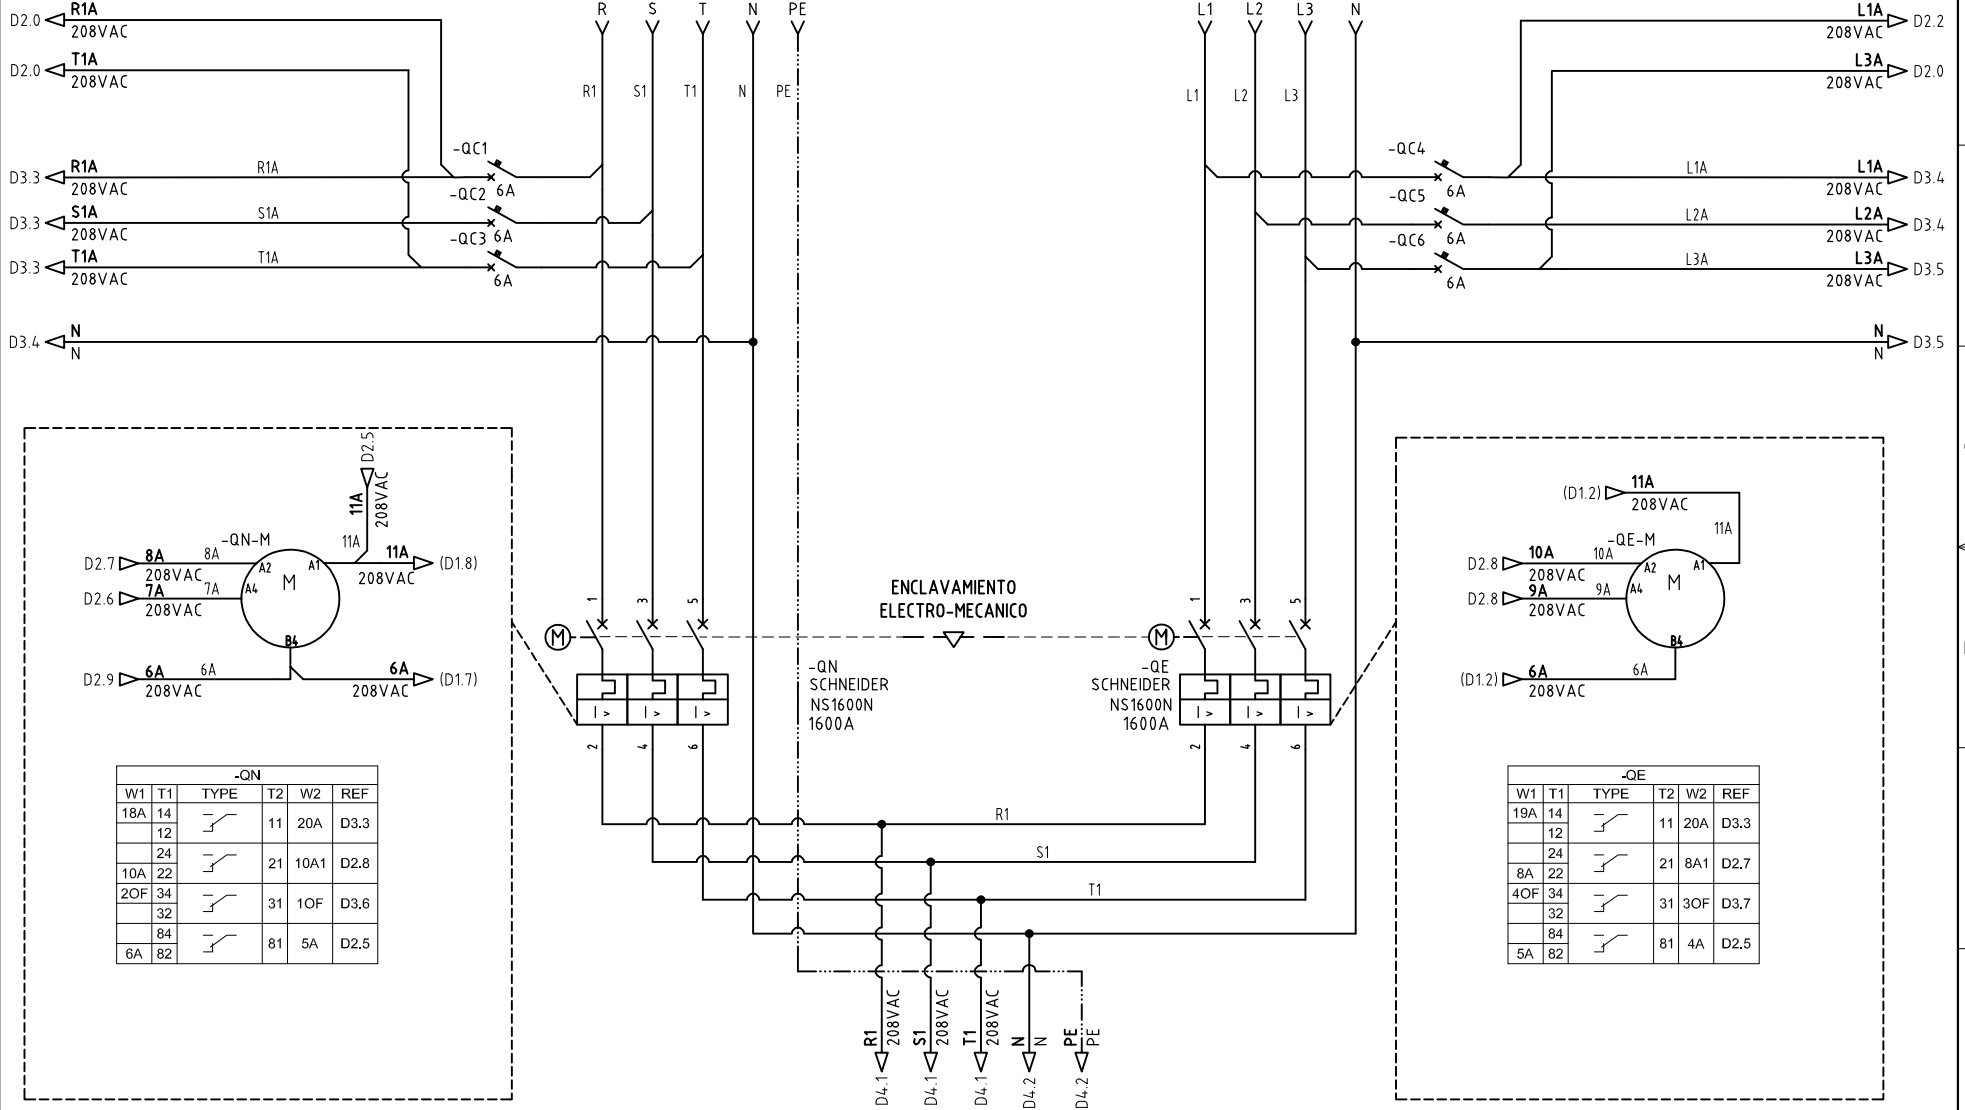 R S T N PE L1 L2 L3 N
D2.0 R1A
208VAC
D2.0 T1A
208VAC
L1A D2.2
208VAC
L3A D2.0
208VAC
R1 S1 T1 N PE L1 L2 L3
-QC1
D3.3 R1A R1A 6A
208VAC
-QC2
D3.3 S1A S1A 6A
208VAC
-QC3
D3.3 T1A T1A 6A
208VAC
D3.4 N
N
-QC4
6A L1A L1A D3.4
208VAC
-QC5
6A L2A L2A D3.4
208VAC
-QC6
6A L3A L3A D3.5
208VAC
N D3.5
N
D2.5
11A
208VAC
-QN-M
D2.7 8A 8A A2
208VAC
D2.6 7A 7A A4
208VAC
M
A1 11A 11A (D1.8)
208VAC
B4
D2.9 6A 6A
208VAC
6A (D1.7)
208VAC
-QN
W1 T1 TYPE T2 W2 REF
18A 14 11 20A D3.3
12
24 21 10A1 D2.8
10A 22
2OF 34 31 1OF D3.6
32
84 81 5A D2.5
6A 82
1 3 5
M
ENCLAVAMIENTO
ELECTRO-MECANICO
M
1 3 5
I > I > I >
-QN
SCHNEIDER
NS1600N
1600A
-QE
SCHNEIDER
NS1600N
1600A
I > I > I >
2 4 6
2 4 6
R1
S1
T1
R1
208VAC
D4.1
S1
208VAC
D4.1
T1
208VAC
D4.1
N
N
D4.2
PE
PE
D4.2
(D1.2) 11A
208VAC
11A
-QE-M
D2.8 10A 10A A2
208VAC
D2.8 9A 9A A4
208VAC
M
A1
B4
(D1.2) 6A 6A
208VAC
-QE
W1 T1 TYPE T2 W2 REF
19A 14 11 20A D3.3
12
24 21 8A1 D2.7
8A 22
4OF 34 31 3OF D3.7
32
84 81 4A D2.5
5A 82